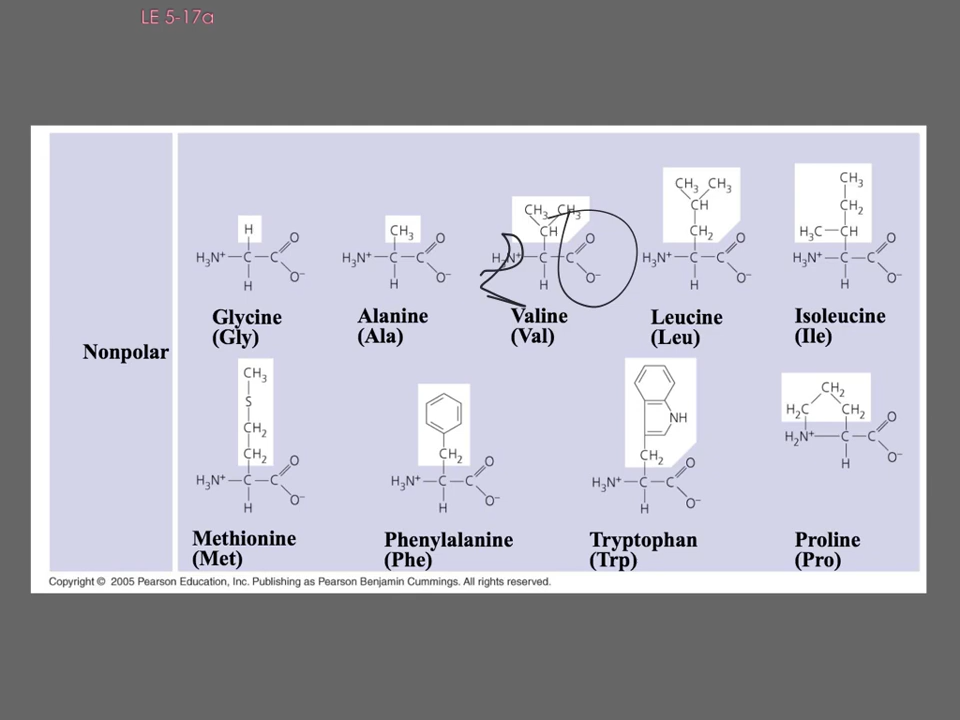 LE 5-17a
CH3
CH3 CH3
CH3 CH3
CH
CH2
H
CH3
CH
CH2
H3C CH
H3N+ C C O O-
H3N+ C C O O-
H3N+ C C O O-
H3N+ C C O O-
H3N+ C C O O-
H
H
H
H
H
Glycine
(Gly)
Alanine
(Ala)
Valine
(Val)
Leucine
(Leu)
Isoleucine
(Ile)
Nonpolar
CH3
S
CH2
CH2
H3N+ C C O O-
H
CH2
H3N+ C C O O-
H
NH
CH2
H3N+ C C O O-
H
CH2
H2C CH2
H2N+ C C O O-
H
Methionine
(Met)
Phenylalanine
(Phe)
Tryptophan
(Trp)
Proline
(Pro)
Copyright © 2005 Pearson Education, Inc. Publishing as Pearson Benjamin Cummings. All rights reserved.